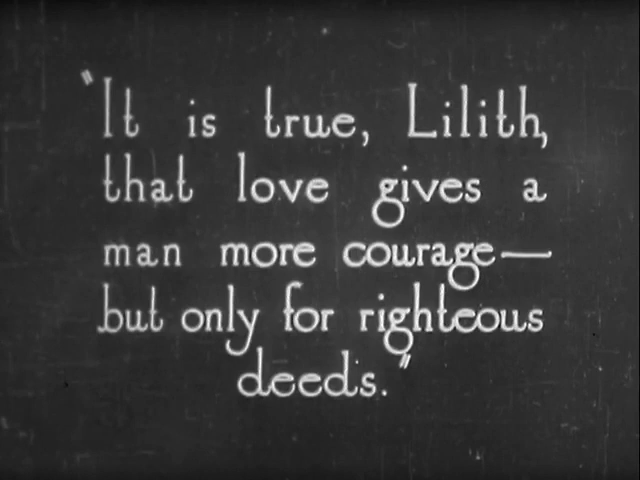 "It is true, Lilith,
that love gives a
man more courage—
but only for righteous
deeds."